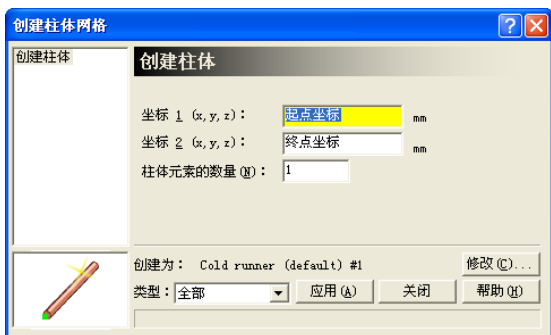 创建柱体网格
创建柱体
创建柱体
坐标 1 (x,y,z)： 起点坐标 mm
坐标 2 (x,y,z)： 终点坐标 mm
柱体元素的数量(N)： 1
创建为： Cold runner (default) #1 修改(C)...
类型： 全部 应用(A) 关闭 帮助(H)